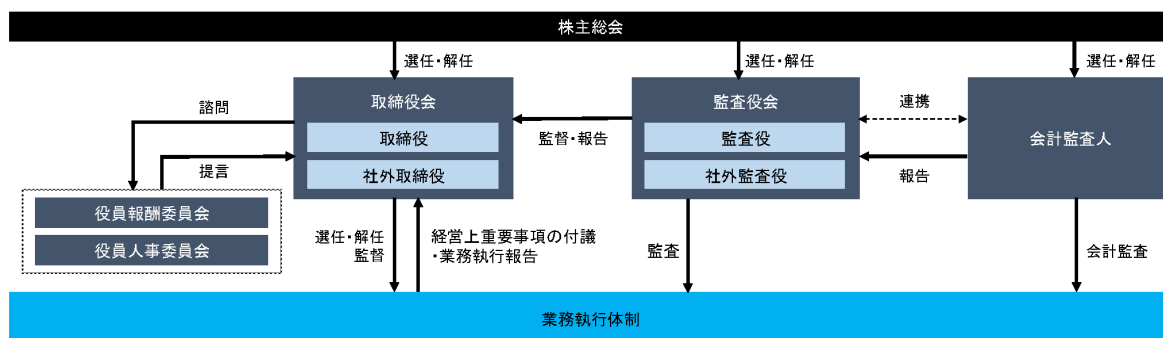 株主総会
選任・解任
選任・解任
選任・解任
取締役会
取締役
社外取締役
監査役会
監査役
社外監査役
会計監査人
諮問
提言
監督・報告
連携
報告
役員報酬委員会
役員人事委員会
選任・解任
監督
経営上重要事項の付議
・業務執行報告
監査
会計監査
業務執行体制